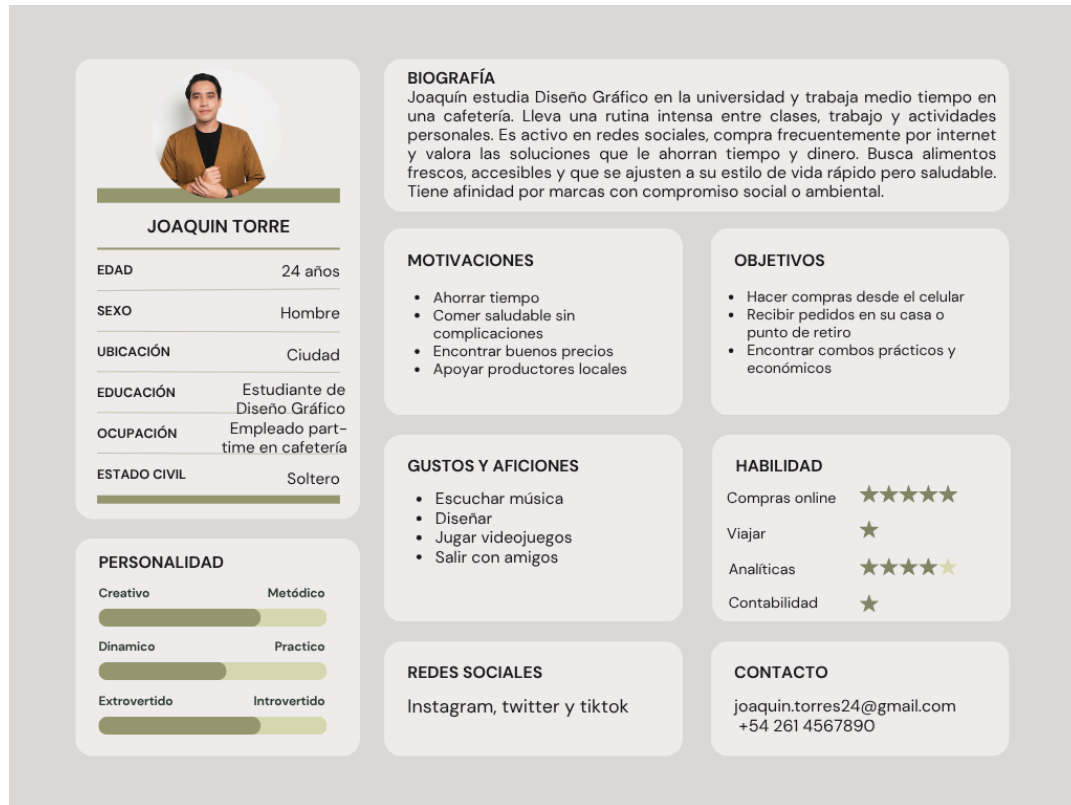 JOAQUIN TORRE
EDAD 24 años
SEXO Hombre
UBICACIÓN Ciudad
EDUCACIÓN Estudiante de
Diseño Gráfico
OCUPACIÓN Empleado part-
time en cafetería
ESTADO CIVIL Soltero
PERSONALIDAD
Creativo Metódico
Dinamico Practico
Extrovertido Introvertido
BIOGRAFÍA
Joaquín estudia Diseño Gráfico en la universidad y trabaja medio tiempo en
una cafetería. Lleva una rutina intensa entre clases, trabajo y actividades
personales. Es activo en redes sociales, compra frecuentemente por internet
y valora las soluciones que le ahorran tiempo y dinero. Busca alimentos
frescos, accesibles y que se ajusten a su estilo de vida rápido pero saludable.
Tiene afinidad por marcas con compromiso social o ambiental.
MOTIVACIONES
• Ahorrar tiempo
• Comer saludable sin
complicaciones
• Encontrar buenos precios
• Apoyar productores locales
OBJETIVOS
• Hacer compras desde el celular
• Recibir pedidos en su casa o
punto de retiro
• Encontrar combos prácticos y
económicos
GUSTOS Y AFICIONES
• Escuchar música
• Diseñar
• Jugar videojuegos
• Salir con amigos
HABILIDAD
Compras online
Viajar
Analíticas
Contabilidad
REDES SOCIALES
Instagram, twitter y tiktok
CONTACTO
joaquin.torres24@gmail.com
+54 261 4567890